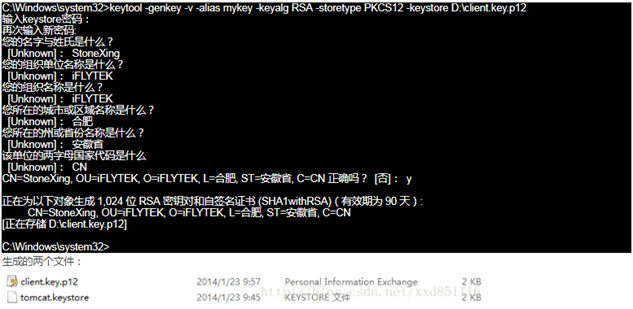 C:\Windows\system32>keytool -genkey -v -alias mykey -keyalg RSA -storetype PKCS12 -keystore D:\client.key.p12
输入keystore密码：
再次输入新密码:
您的名字与姓氏是什么？
[Unknown]： StoneXing
您的组织单位名称是什么？
[Unknown]： iFLYTEK
您的组织名称是什么？
[Unknown]： iFLYTEK
您所在的城市或区域名称是什么？
[Unknown]： 合肥
您所在的州或省份名称是什么？
[Unknown]： 安徽省
该单位的两字母国家代码是什么
[Unknown]： CN
CN=StoneXing, OU=iFLYTEK, O=iFLYTEK, L=合肥, ST=安徽省, C=CN 正确吗？ [否]： y
正在为以下对象生成 1,024 位 RSA 密钥对和自签名证书 (SHA1withRSA)（有效期为 90 天）:
CN=StoneXing, OU=iFLYTEK, O=iFLYTEK, L=合肥, ST=安徽省, C=CN
[正在存储 D:\client.key.p12]
C:\Windows\system32>
生成的两个文件：
client.key.p12 2014/1/23 9:57 Personal Information Exchange 2 KB
tomcat.keystore 2014/1/23 9:45 KEYSTORE 文件 2 KB
http://blog.csdn.net/xxd851116